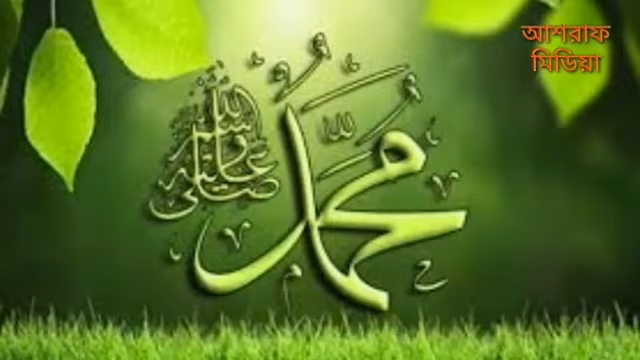 আশরাফ
মিডিয়া
محمد
صلى الله عليه وسلم